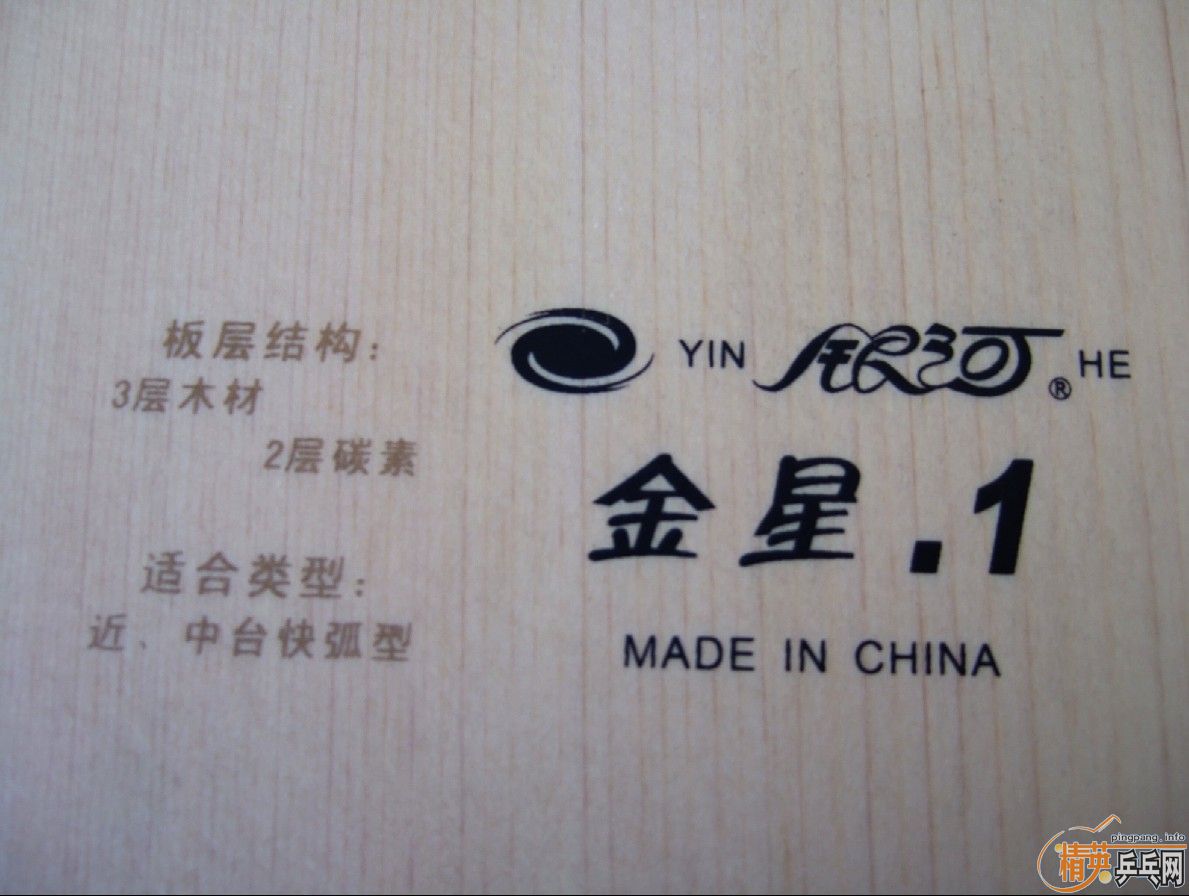 板层结构:
3层木材
2层碳素
适合类型:
近、中台快弧型
YIN 银河® HE
金星.1
MADE IN CHINA
pingpang.info
精英乒乓网